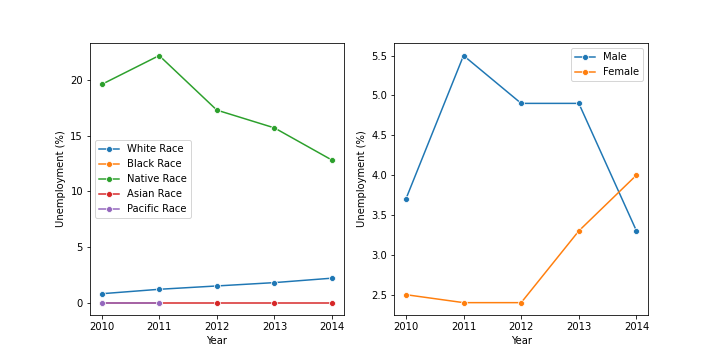 Unemployment (%)
20
15
10
5
0
White Race
Black Race
Native Race
Asian Race
Pacific Race
2010 2011 2012 2013 2014
Year
Unemployment (%)
5.5
5.0
4.5
4.0
3.5
3.0
2.5
Male
Female
2010 2011 2012 2013 2014
Year